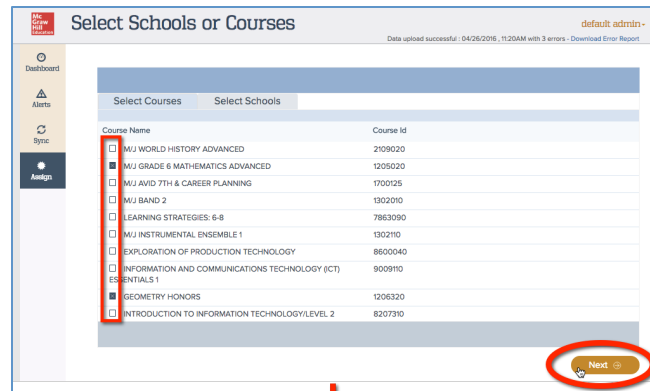 Mc
Graw
Hill
Education
Select Schools or Courses
default admin
Data upload successful : 04/26/2016 , 11:20AM with 3 errors - Download Error Report
Dashboard
Alerts
Sync
Assign
Select Courses Select Schools
Course Name Course Id
M/J WORLD HISTORY ADVANCED 2109020
M/J GRADE 6 MATHEMATICS ADVANCED 1205020
M/J AVID 7TH & CAREER PLANNING 1700125
M/J BAND 2 1302010
LEARNING STRATEGIES: 6-8 7863090
M/J INSTRUMENTAL ENSEMBLE 1 1302110
EXPLORATION OF PRODUCTION TECHNOLOGY 8600040
INFORMATION AND COMMUNICATIONS TECHNOLOGY (ICT) 9009110
ESSENTIALS 1
GEOMETRY HONORS 1206320
INTRODUCTION TO INFORMATION TECHNOLOGY/LEVEL 2 8207310
Next